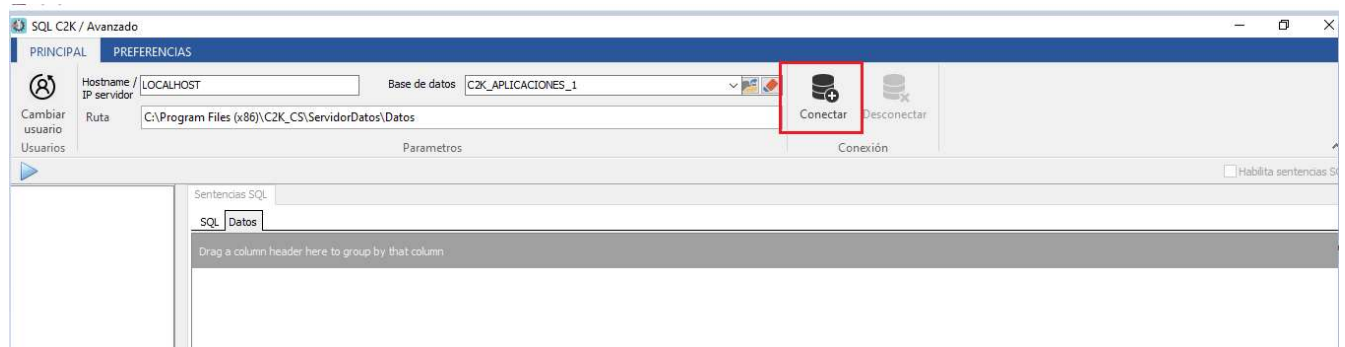 SQL C2K / Avanzado
PRINCIPAL PREFERENCIAS
Hostname / IP servidor LOCALHOST Base de datos C2K_APLICACIONES_1
Ruta C:\Program Files (x86)\C2K_CS\ServidorDatos\Datos
Cambiar usuario
Conectar Desconectar
Usuarios Parametros Conexión
Habilita sentencias
Sentencias SQL
SQL Datos
Drag a column header here to group by that column